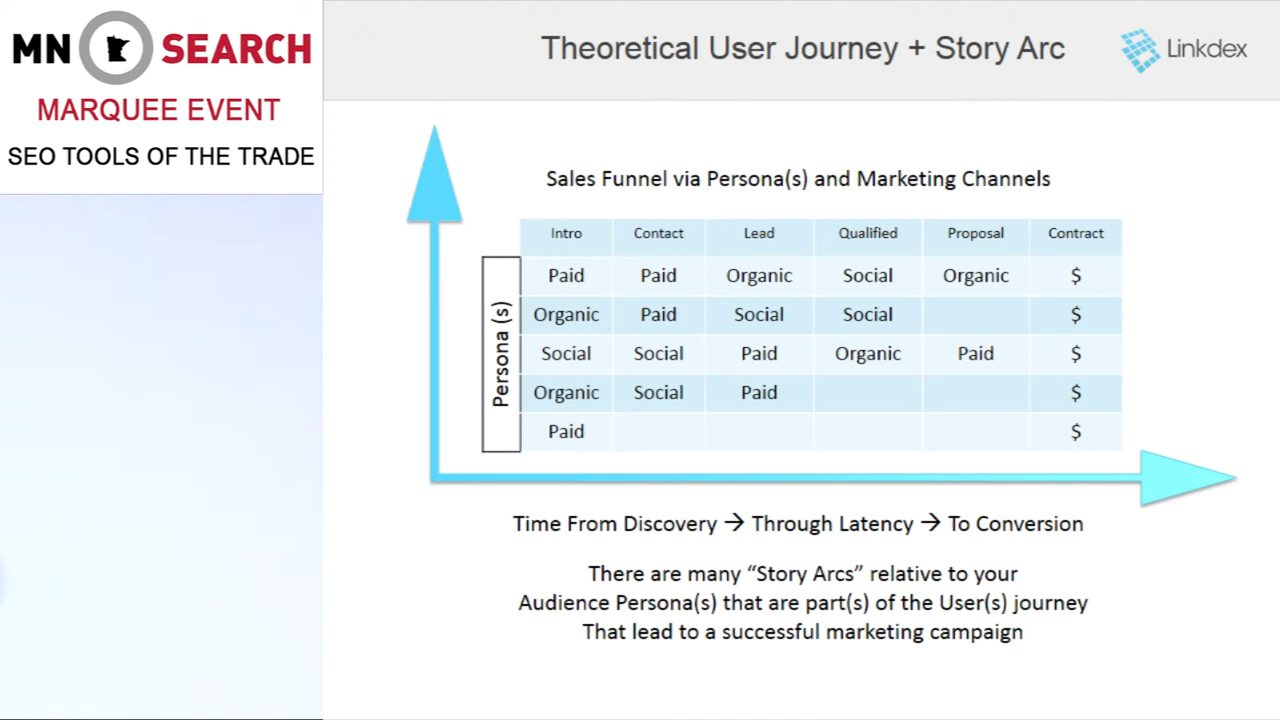 MN SEARCH
MARQUEE EVENT
SEO TOOLS OF THE TRADE
Theoretical User Journey + Story Arc
Linkdex
Sales Funnel via Persona(s) and Marketing Channels
Intro Contact Lead Qualified Proposal Contract
Persona (s)
Paid Paid Organic Social Organic $
Organic Paid Social Social $
Social Social Paid Organic Paid $
Organic Social Paid $
Paid $
Time From Discovery → Through Latency → To Conversion
There are many “Story Arcs” relative to your
Audience Persona(s) that are part(s) of the User(s) journey
That lead to a successful marketing campaign